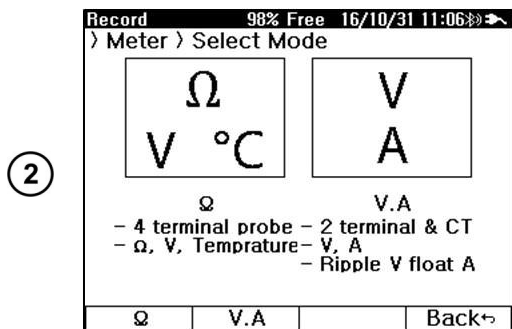 Record 98% Free 16/10/31 11:06
〉Meter 〉Select Mode
Ω V
V °C A
②
Ω V.A
- 4 terminal probe - 2 terminal & CT
- Ω, V, Temprature - V, A
- Ripple V float A
Ω V.A Back